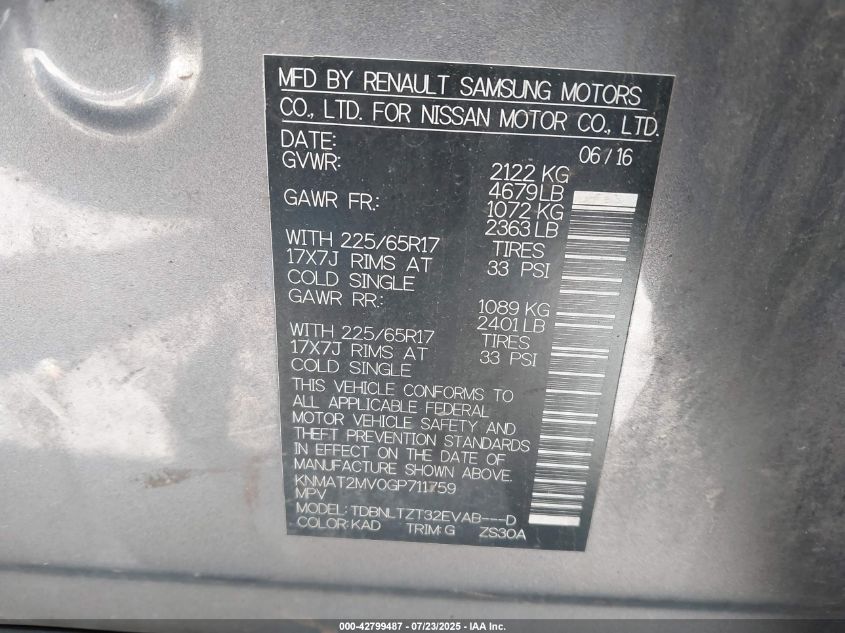 MFD BY RENAULT SAMSUNG MOTORS
CO., LTD. FOR NISSAN MOTOR CO., LTD.
DATE: 06/16
GVWR: 2122 KG
4679LB
GAWR FR.: 1072 KG
2363LB
WITH 225/65R17 TIRES
17X7J RIMS AT 33 PSI
COLD SINGLE
GAWR RR.: 1089 KG
2401LB
WITH 225/65R17 TIRES
17X7J RIMS AT 33 PSI
COLD SINGLE
THIS VEHICLE CONFORMS TO
ALL APPLICABLE FEDERAL
MOTOR VEHICLE SAFETY AND
THEFT PREVENTION STANDARDS
IN EFFECT ON THE DATE OF
MANUFACTURE SHOWN ABOVE.
KNMAT2MV0GP711759
MPV
MODEL: TDBNLTZT32EVAB---D
COLOR: KAD TRIM: G ZS30A
000-42799487 - 07/23/2025 - IAA Inc.